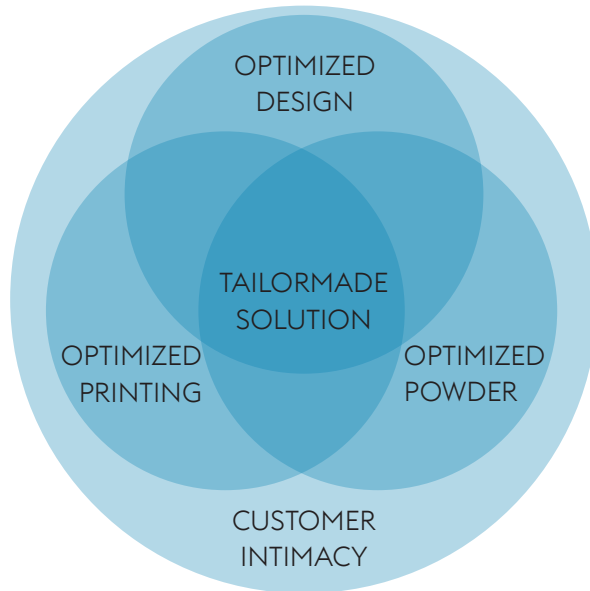 OPTIMIZED
DESIGN
TAILORMADE
SOLUTION
OPTIMIZED
PRINTING
OPTIMIZED
POWDER
CUSTOMER
INTIMACY